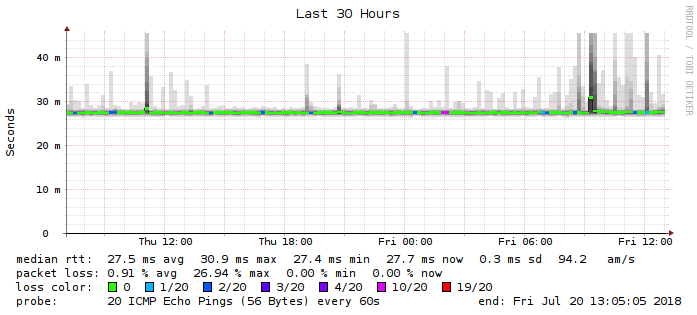 Last 30 Hours
RRDTOOL / TOBI OETIKER
Seconds
40 m
30 m
20 m
10 m
0
Thu 12:00 Thu 18:00 Fri 00:00 Fri 06:00 Fri 12:00
median rtt: 27.5 ms avg 30.9 ms max 27.4 ms min 27.7 ms now 0.3 ms sd 94.2 am/s
packet loss: 0.91 % avg 26.94 % max 0.00 % min 0.00 % now
loss color: 0 1/20 2/20 3/20 4/20 10/20 19/20
probe: 20 ICMP Echo Pings (56 Bytes) every 60s end: Fri Jul 20 13:05:05 2018